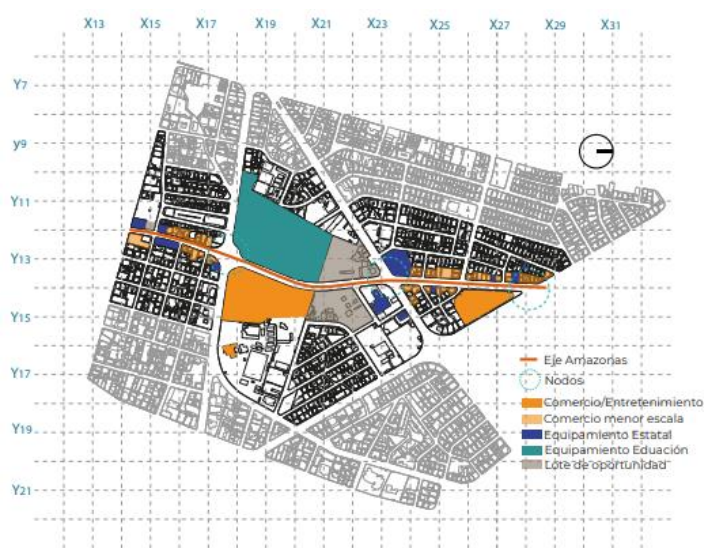 X13 X15 X17 X19 X21 X23 X25 X27 X29 X31
Y7
y9
Y11
Y13
Y15
Y17
Y19
Y21
Eje Amazonas
Nodos
Comercio/Entretenimiento
Comercio menor escala
Equipamiento Estatal
Equipamiento Eduación
Lote de oportunidad